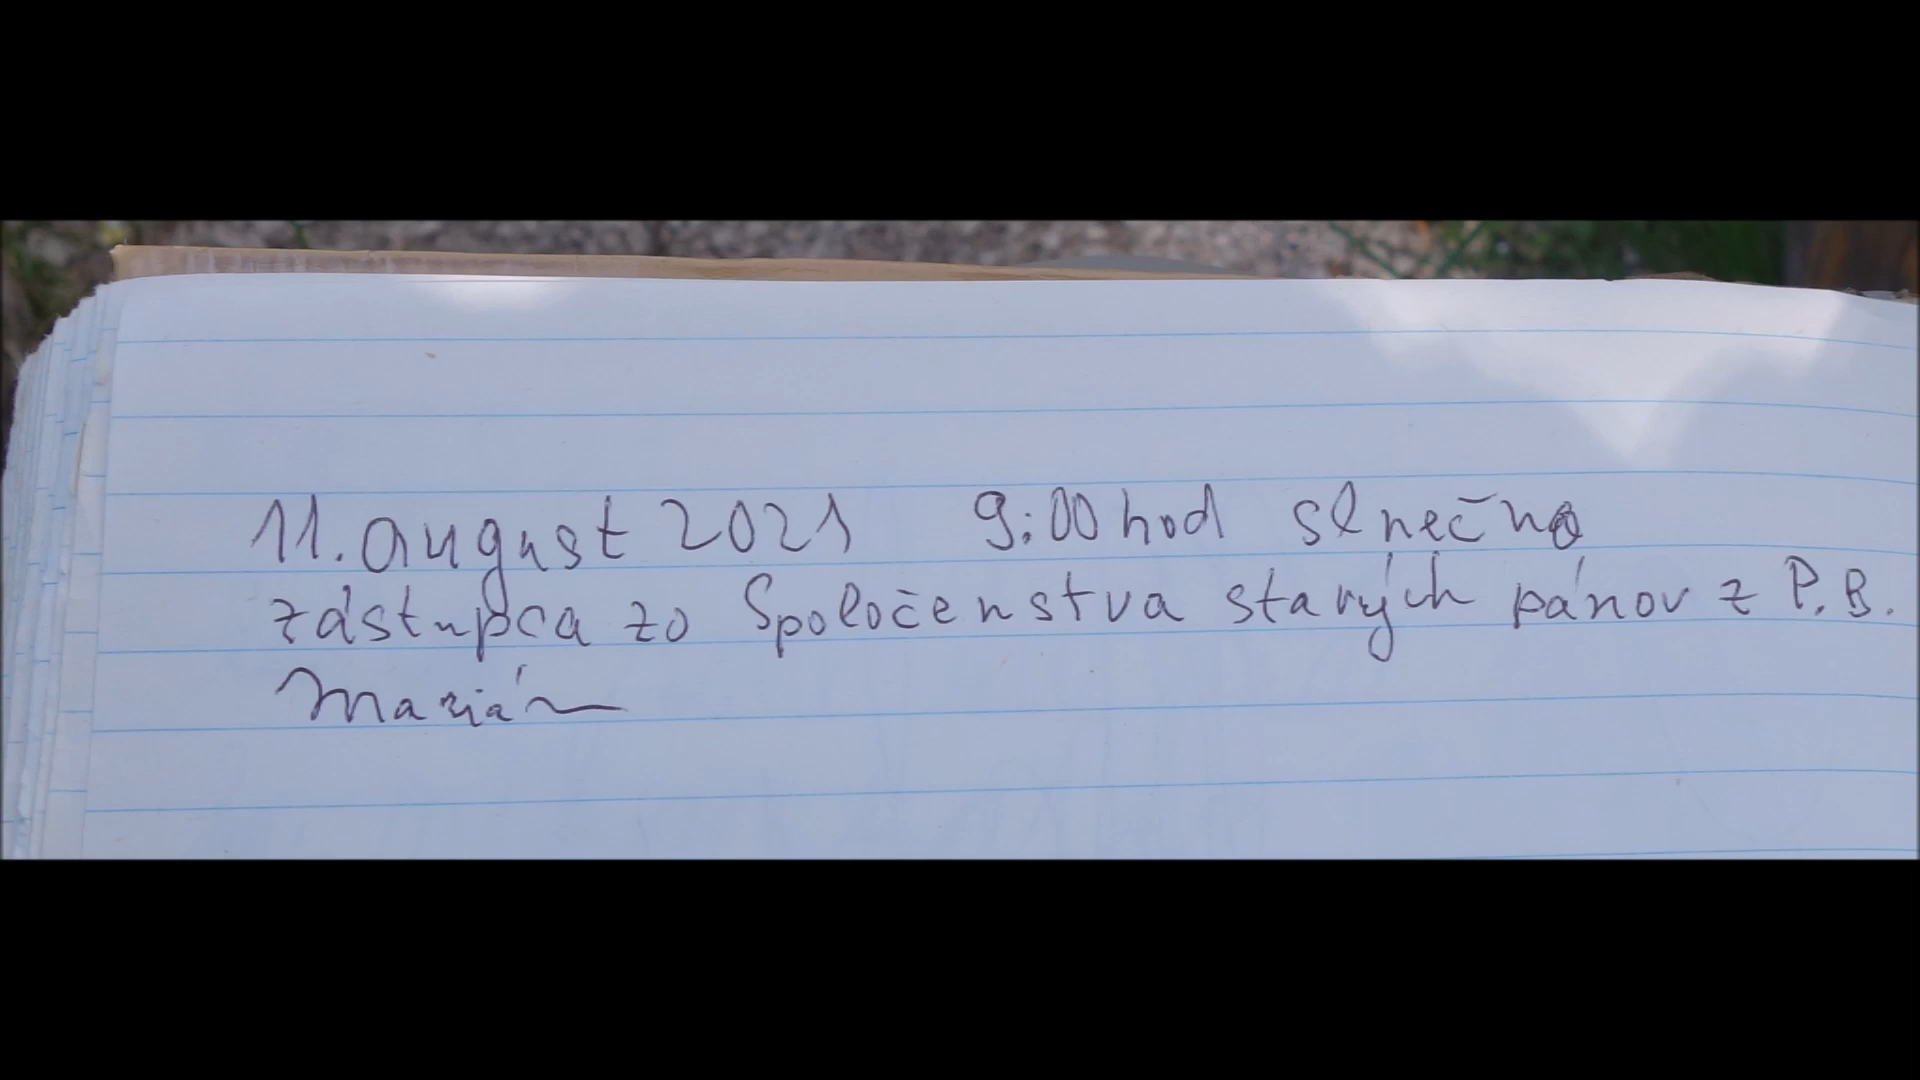 11. august 2021 9:00 hod slnečno
zástupca zo Spoločenstva starých pánov z P.B.
Marián